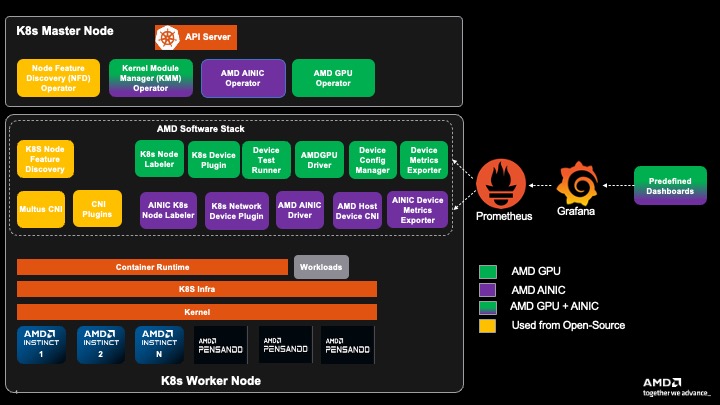 K8s Master Node
API Server
Node Feature
Discovery (NFD)
Operator
Kernel Module
Manager (KMM)
Operator
AMD AINIC
Operator
AMD GPU
Operator
AMD Software Stack
K8S Node
Feature
Discovery
K8s Node
Labeler
K8s Device
Plugin
Device
Test
Runner
AMDGPU
Driver
Device
Config
Manager
Device
Metrics
Exporter
Multus CNI
CNI
Plugins
AINIC K8s
Node Labeler
K8s Network
Device Plugin
AMD AINIC
Driver
AMD Host
Device CNI
AINIC Device
Metrics
Exporter
Prometheus
Grafana
Predefined
Dashboards
Container Runtime
Workloads
K8S Infra
Kernel
AMD
INSTINCT
1
AMD
INSTINCT
2
AMD
INSTINCT
N
AMD
PENSANDO
AMD
PENSANDO
AMD
PENSANDO
K8s Worker Node
AMD GPU
AMD AINIC
AMD GPU + AINIC
Used from Open-Source
AMD
together we advance_